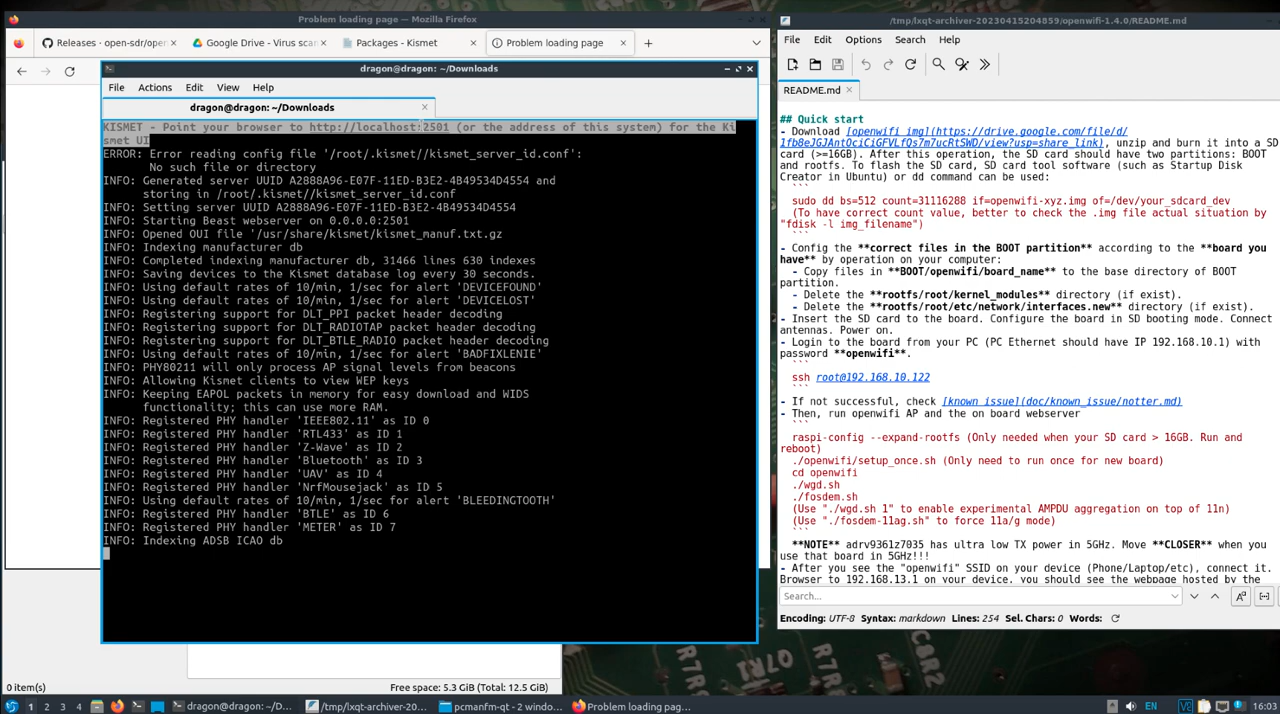 Problem loading page — Mozilla Firefox
Releases · open-sdr/open
Google Drive - Virus scan
Packages - Kismet
Problem loading page
dragon@dragon: ~/Downloads
File Actions Edit View Help
dragon@dragon: ~/Downloads
KISMET - Point your browser to http://localhost:2501 (or the address of this system) for the Ki
smet UI
ERROR: Error reading config file '/root/.kismet//kismet_server_id.conf':
No such file or directory
INFO: Generated server UUID A2888A96-E07F-11ED-B3E2-4B49534D4554 and
storing in /root/.kismet//kismet_server_id.conf
INFO: Setting server UUID A2888A96-E07F-11ED-B3E2-4B49534D4554
INFO: Starting Beast webserver on 0.0.0.0:2501
INFO: Opened OUI file '/usr/share/kismet/kismet_manuf.txt.gz
INFO: Indexing manufacturer db
INFO: Completed indexing manufacturer db, 31466 lines 630 indexes
INFO: Saving devices to the Kismet database log every 30 seconds.
INFO: Using default rates of 10/min, 1/sec for alert 'DEVICEFOUND'
INFO: Using default rates of 10/min, 1/sec for alert 'DEVICELOST'
INFO: Registering support for DLT_PPI packet header decoding
INFO: Registering support for DLT_RADIOTAP packet header decoding
INFO: Registering support for DLT_BTLE_RADIO packet header decoding
INFO: Using default rates of 10/min, 1/sec for alert 'BADFIXLENIE'
INFO: PHY80211 will only process AP signal levels from beacons
INFO: Allowing Kismet clients to view WEP keys
INFO: Keeping EAPOL packets in memory for easy download and WIDS
functionality; this can use more RAM.
INFO: Registered PHY handler 'IEEE802.11' as ID 0
INFO: Registered PHY handler 'RTL433' as ID 1
INFO: Registered PHY handler 'Z-Wave' as ID 2
INFO: Registered PHY handler 'Bluetooth' as ID 3
INFO: Registered PHY handler 'UAV' as ID 4
INFO: Registered PHY handler 'NrfMousejack' as ID 5
INFO: Using default rates of 10/min, 1/sec for alert 'BLEEDINGTOOTH'
INFO: Registered PHY handler 'BTLE' as ID 6
INFO: Registered PHY handler 'METER' as ID 7
INFO: Indexing ADSB ICAO db
0 item(s)
Free space: 5.3 GiB (Total: 12.5 GiB)
/tmp/lxqt-archiver-20230415204859/openwifi-1.4.0/README.md
File Edit Options Search Help
README.md
## Quick start
- Download [openwifi img](https://drive.google.com/file/d/
1fb8eJGJAntOciCiGFVLfQs7m7ucRtSWD/view?usp=share_link), unzip and burn it into a SD
card (>=16GB). After this operation, the SD card should have two partitions: BOOT
and rootfs. To flash the SD card, SD card tool software (such as Startup Disk
Creator in Ubuntu) or dd command can be used:
```
sudo dd bs=512 count=31116288 if=openwifi-xyz.img of=/dev/your_sdcard_dev
(To have correct count value, better to check the .img file actual situation by
"fdisk -l img_filename")
```
- Config the **correct files in the BOOT partition** according to the **board you
have** by operation on your computer:
- Copy files in **BOOT/openwifi/board_name** to the base directory of BOOT
partition.
- Delete the **rootfs/root/kernel_modules** directory (if exist).
- Delete the **rootfs/root/etc/network/interfaces.new** directory (if exist).
- Insert the SD card to the board. Configure the board in SD booting mode. Connect
antennas. Power on.
- Login to the board from your PC (PC Ethernet should have IP 192.168.10.1) with
password **openwifi**.
```
ssh root@192.168.10.122
```
- If not successful, check [known issue](doc/known_issue/notter.md)
- Then, run openwifi AP and the on board webserver
```
raspi-config --expand-rootfs (Only needed when your SD card > 16GB. Run and
reboot)
./openwifi/setup_once.sh (Only need to run once for new board)
cd openwifi
./wgd.sh
./fosdem.sh
(Use "./wgd.sh 1" to enable experimental AMPDU aggregation on top of 11n)
(Use "./fosdem-11ag.sh" to force 11a/g mode)
```
**NOTE** adrv9361z7035 has ultra low TX power in 5GHz. Move **CLOSER** when you
use that board in 5GHz!!!
- After you see the "openwifi" SSID on your device (Phone/Laptop/etc), connect it.
Browser to 192.168.13.1 on your device, you should see the webpage hosted by the
Search...
Encoding: UTF-8 Syntax: markdown Lines: 254 Sel. Chars: 0 Words:
1 2 3 4
dragon@dragon: ~/D...
/tmp/lxqt-archiver-20...
pcmanfm-qt - 2 windo...
Problem loading pag...
EN
16:03